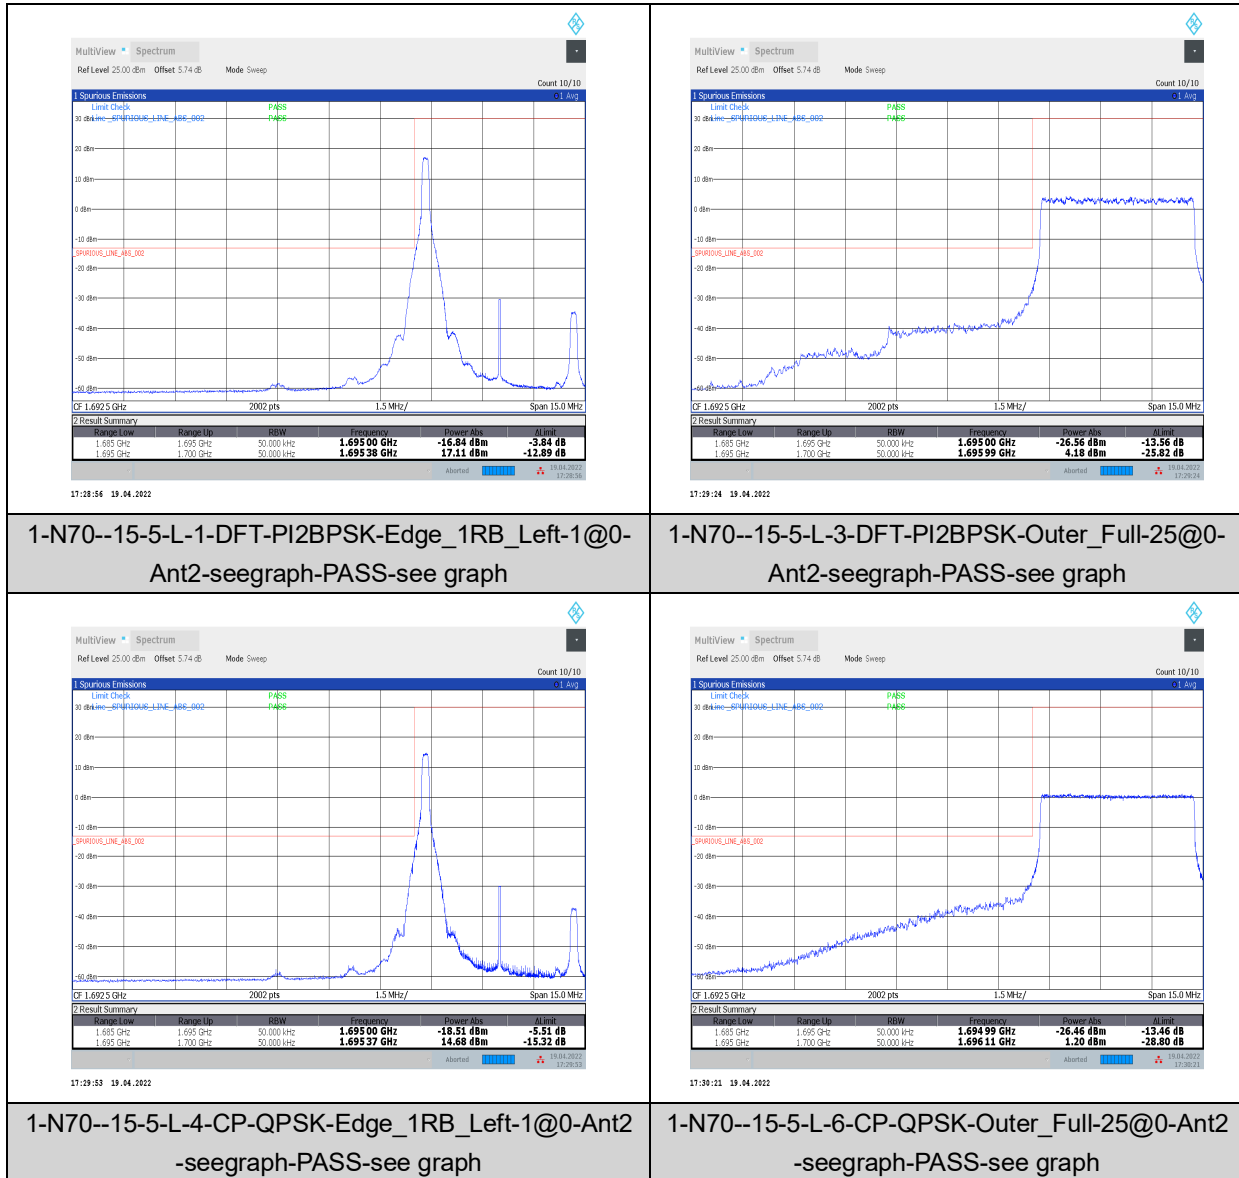 MultiView Spectrum
Ref Level 25.00 dBm Offset 5.74 dB Mode Sweep
Count 10/10
1 Spurious Emissions 1 Avg
Limit Check PASS
Line _SPURIOUS_LINE_ABS_002 PASS
30 dBm
20 dBm
10 dBm
0 dBm
-10 dBm
_SPURIOUS_LINE_ABS_002
-20 dBm
-30 dBm
-40 dBm
-50 dBm
-60 dBm
CF 1.6925 GHz 2002 pts 1.5 MHz/ Span 15.0 MHz
2 Result Summary
Range Low Range Up RBW Frequency Power Abs ΔLimit
1.685 GHz 1.695 GHz 50.000 kHz 1.69500 GHz -16.84 dBm -3.84 dB
1.695 GHz 1.700 GHz 50.000 kHz 1.69538 GHz 17.11 dBm -12.89 dB
Aborted 19.04.2022
17:28:56
17:28:56 19.04.2022
1-N70--15-5-L-1-DFT-PI2BPSK-Edge_1RB_Left-1@0-
Ant2-seegraph-PASS-see graph
MultiView Spectrum
Ref Level 25.00 dBm Offset 5.74 dB Mode Sweep
Count 10/10
1 Spurious Emissions 1 Avg
Limit Check PASS
Line _SPURIOUS_LINE_ABS_002 PASS
30 dBm
20 dBm
10 dBm
0 dBm
-10 dBm
_SPURIOUS_LINE_ABS_002
-20 dBm
-30 dBm
-40 dBm
-50 dBm
-60 dBm
CF 1.6925 GHz 2002 pts 1.5 MHz/ Span 15.0 MHz
2 Result Summary
Range Low Range Up RBW Frequency Power Abs ΔLimit
1.685 GHz 1.695 GHz 50.000 kHz 1.69500 GHz -26.56 dBm -13.56 dB
1.695 GHz 1.700 GHz 50.000 kHz 1.69599 GHz 4.18 dBm -25.82 dB
Aborted 19.04.2022
17:29:24
17:29:24 19.04.2022
1-N70--15-5-L-3-DFT-PI2BPSK-Outer_Full-25@0-
Ant2-seegraph-PASS-see graph
MultiView Spectrum
Ref Level 25.00 dBm Offset 5.74 dB Mode Sweep
Count 10/10
1 Spurious Emissions 1 Avg
Limit Check PASS
Line _SPURIOUS_LINE_ABS_002 PASS
30 dBm
20 dBm
10 dBm
0 dBm
-10 dBm
_SPURIOUS_LINE_ABS_002
-20 dBm
-30 dBm
-40 dBm
-50 dBm
-60 dBm
CF 1.6925 GHz 2002 pts 1.5 MHz/ Span 15.0 MHz
2 Result Summary
Range Low Range Up RBW Frequency Power Abs ΔLimit
1.685 GHz 1.695 GHz 50.000 kHz 1.69500 GHz -18.51 dBm -5.51 dB
1.695 GHz 1.700 GHz 50.000 kHz 1.69537 GHz 14.68 dBm -15.32 dB
Aborted 19.04.2022
17:29:53
17:29:53 19.04.2022
1-N70--15-5-L-4-CP-QPSK-Edge_1RB_Left-1@0-Ant2
-seegraph-PASS-see graph
MultiView Spectrum
Ref Level 25.00 dBm Offset 5.74 dB Mode Sweep
Count 10/10
1 Spurious Emissions 1 Avg
Limit Check PASS
Line _SPURIOUS_LINE_ABS_002 PASS
30 dBm
20 dBm
10 dBm
0 dBm
-10 dBm
_SPURIOUS_LINE_ABS_002
-20 dBm
-30 dBm
-40 dBm
-50 dBm
-60 dBm
CF 1.6925 GHz 2002 pts 1.5 MHz/ Span 15.0 MHz
2 Result Summary
Range Low Range Up RBW Frequency Power Abs ΔLimit
1.685 GHz 1.695 GHz 50.000 kHz 1.69499 GHz -26.46 dBm -13.46 dB
1.695 GHz 1.700 GHz 50.000 kHz 1.69611 GHz 1.20 dBm -28.80 dB
Aborted 19.04.2022
17:30:21
17:30:21 19.04.2022
1-N70--15-5-L-6-CP-QPSK-Outer_Full-25@0-Ant2
-seegraph-PASS-see graph